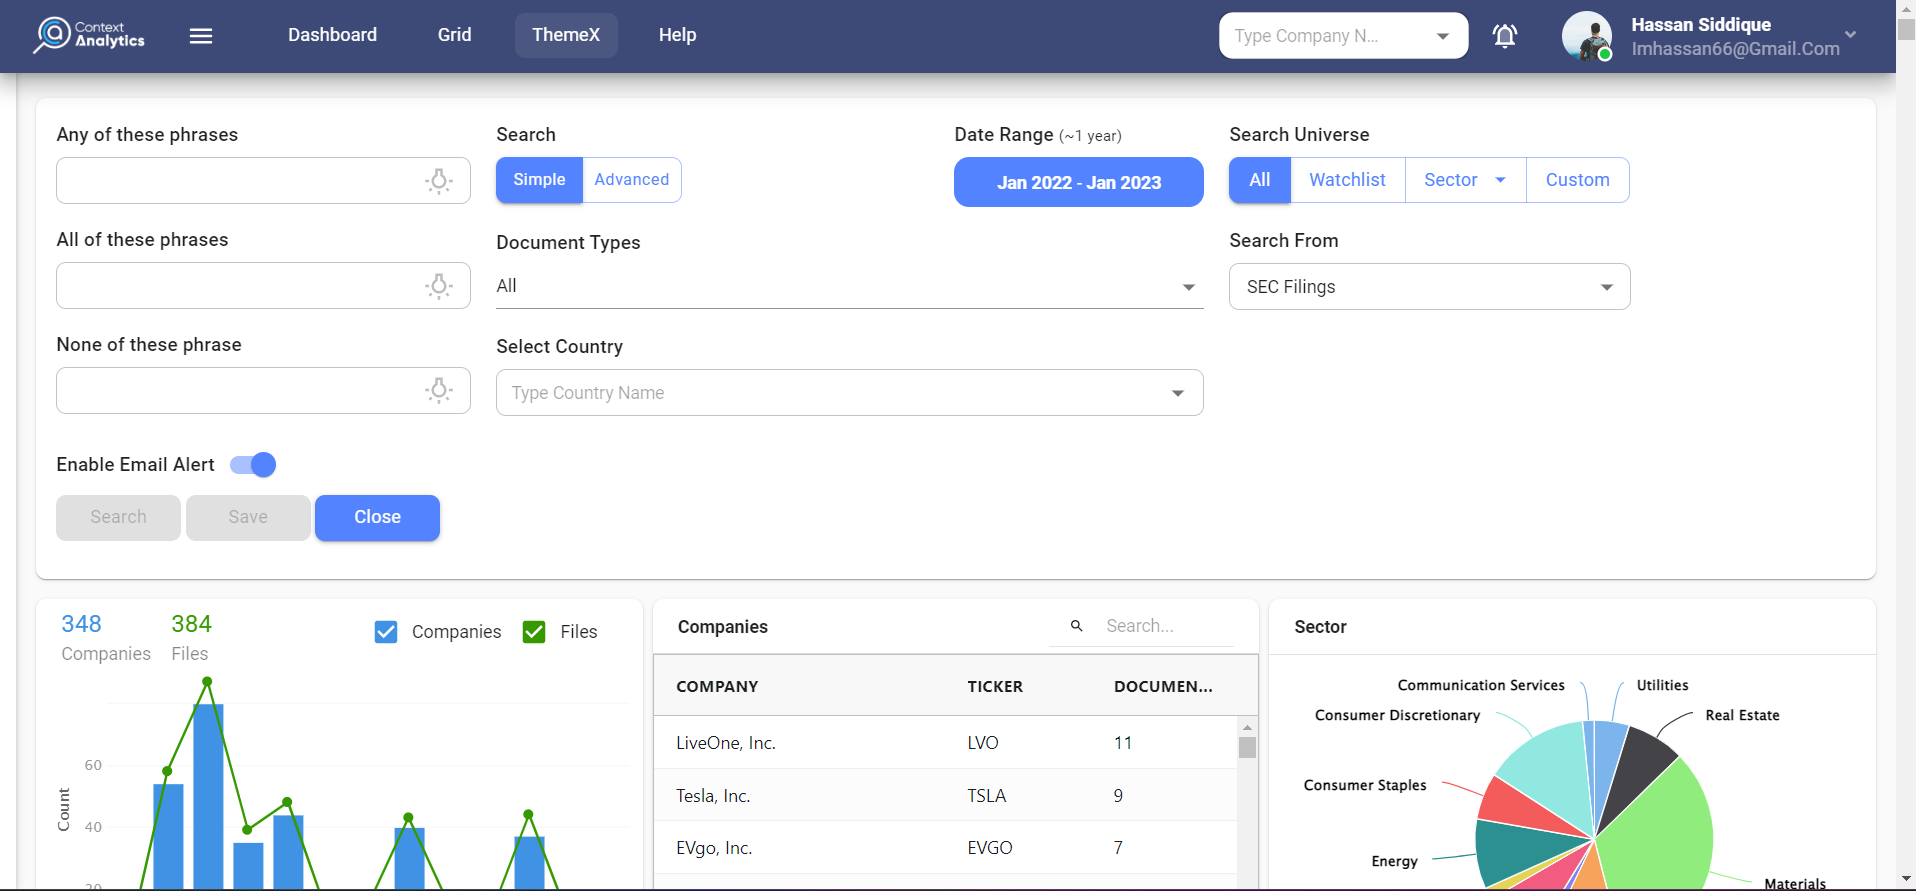 Context
Analytics
Dashboard
Grid
ThemeX
Help
Type Company N...
Hassan Siddique
Imhassan66@Gmail.Com
Any of these phrases
Search
Date Range (~1 year)
Search Universe
Simple
Advanced
Jan 2022 - Jan 2023
All
Watchlist
Sector
Custom
All of these phrases
Document Types
Search From
All
SEC Filings
None of these phrase
Select Country
Type Country Name
Enable Email Alert
Search
Save
Close
348
Companies
384
Files
Companies
Files
Count
60
40
20
Companies
Search...
COMPANY TICKER DOCUMEN...
LiveOne, Inc. LVO 11
Tesla, Inc. TSLA 9
EVgo, Inc. EVGO 7
Sector
Communication Services
Utilities
Consumer Discretionary
Real Estate
Consumer Staples
Energy
Materials